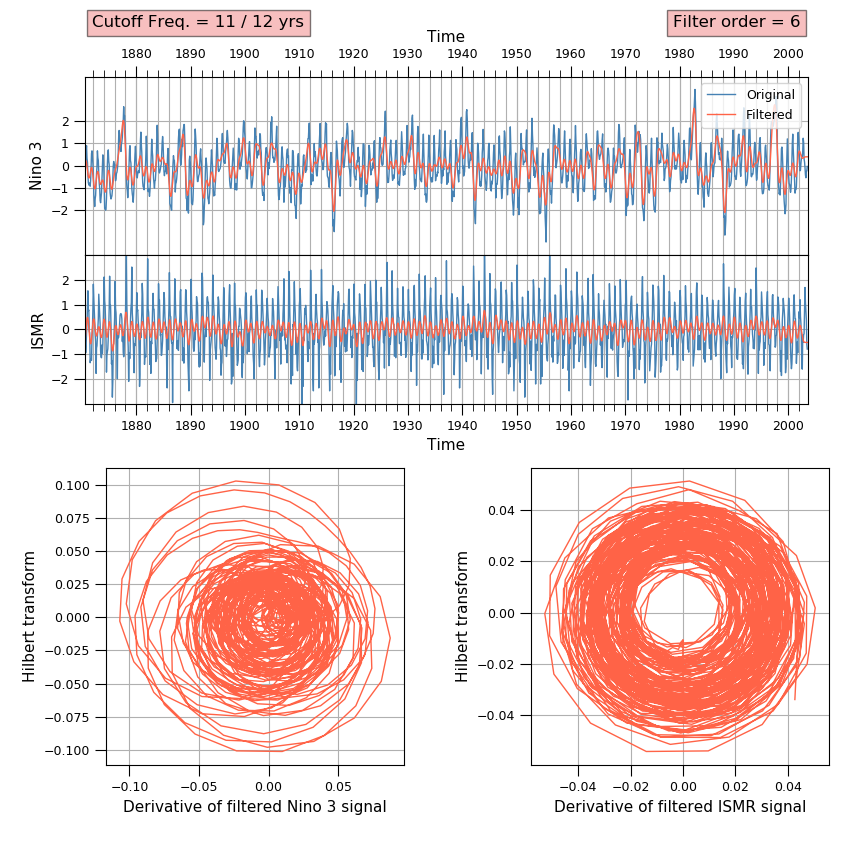 Cutoff Freq. = 11 / 12 yrs
Filter order = 6
Time
1880 1890 1900 1910 1920 1930 1940 1950 1960 1970 1980 1990 2000
Original
Filtered
Nino 3
2
1
0
−1
−2
ISMR
2
1
0
−1
−2
1880 1890 1900 1910 1920 1930 1940 1950 1960 1970 1980 1990 2000
Time
Hilbert transform
0.100
0.075
0.050
0.025
0.000
−0.025
−0.050
−0.075
−0.100
−0.10 −0.05 0.00 0.05
Derivative of filtered Nino 3 signal
Hilbert transform
0.04
0.02
0.00
−0.02
−0.04
−0.04 −0.02 0.00 0.02 0.04
Derivative of filtered ISMR signal